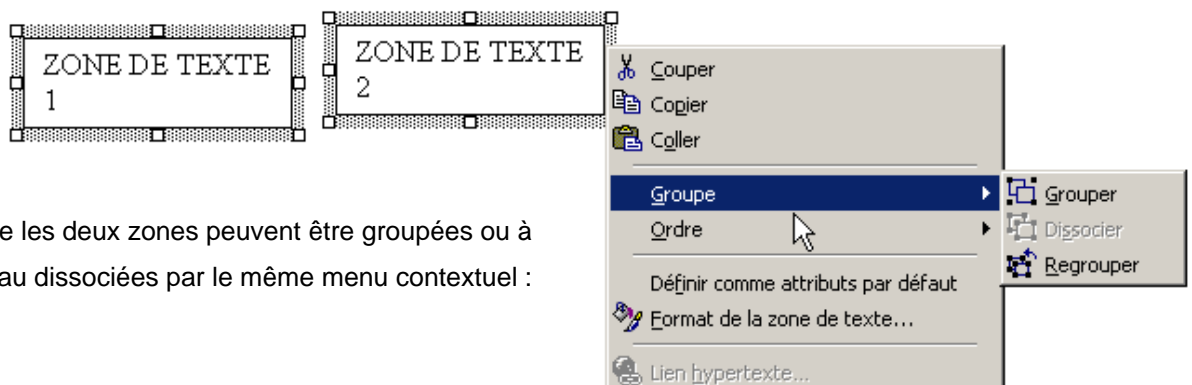 ZONE DE TEXTE
1
ZONE DE TEXTE
2
Couper
Copier
Coller
Groupe
Ordre
Définir comme attributs par défaut
Format de la zone de texte...
Lien hypertexte...
Grouper
Dissocier
Regrouper
e les deux zones peuvent être groupées ou à
au dissociées par le même menu contextuel :